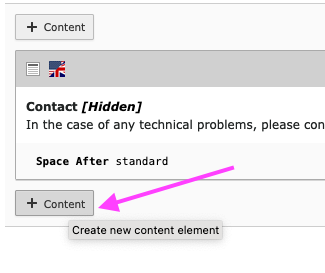 + Content
Contact [Hidden]
In the case of any technical problems, please con
Space After standard
+ Content
Create new content element